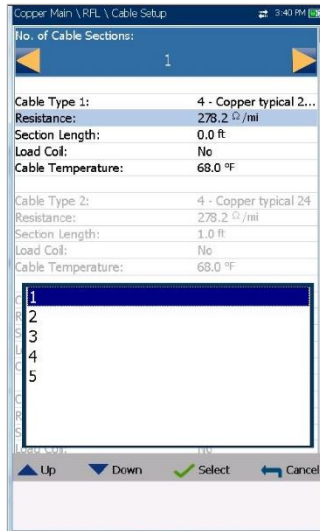 Copper Main \ RFL \ Cable Setup 3:40 PM
No. of Cable Sections:
1
Cable Type 1: 4 - Copper typical 2...
Resistance: 278.2 Ω/mi
Section Length: 0.0 ft
Load Coil: No
Cable Temperature: 68.0 °F
Cable Type 2: 4 - Copper typical 24
Resistance: 278.2 Ω/mi
Section Length: 1.0 ft
Load Coil: No
Cable Temperature: 68.0 °F
1
2
3
4
5
Load Coil: No
Up Down Select Cancel